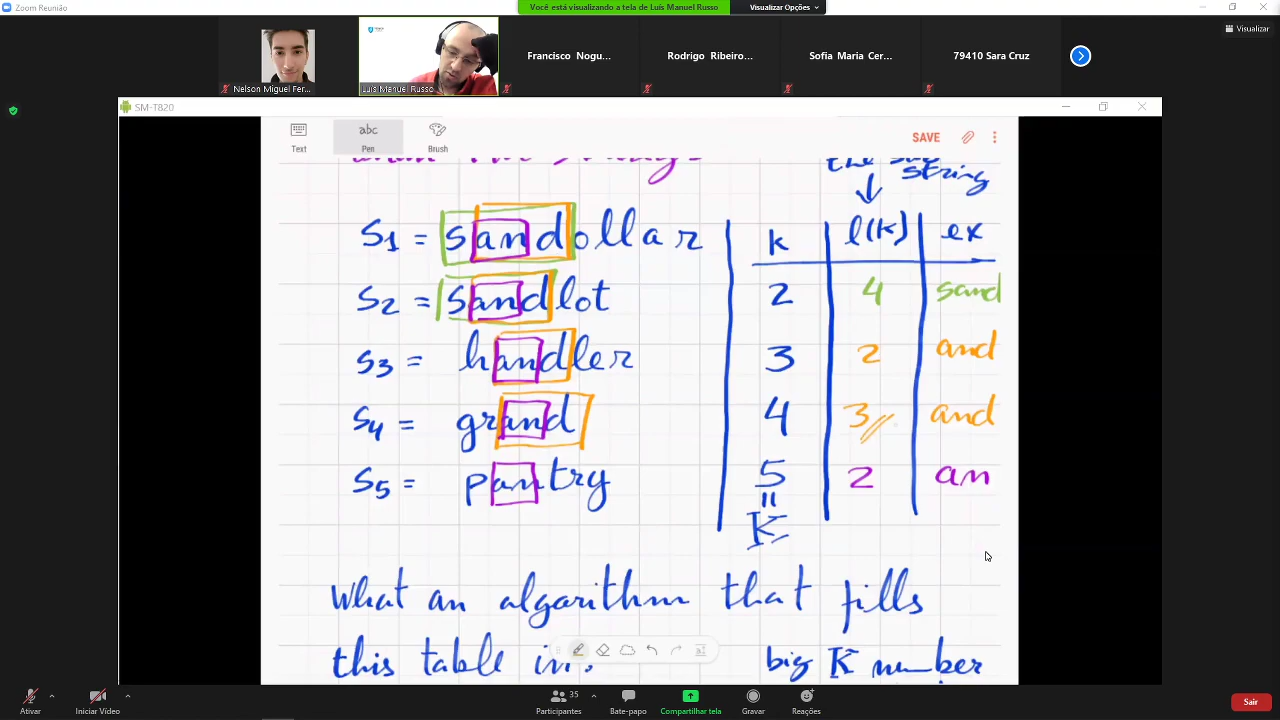 Zoom Reunião
Você está visualizando a tela de Luís Manuel Russo
Visualizar Opções
Visualizar
Nelson Miguel Fer...
Luís Manuel Russo
Francisco Nogu...
Rodrigo Ribeiro...
Sofia Maria Cer...
79410 Sara Cruz
SM-T820
Text
abc
Pen
Brush
SAVE
string
S1 = sandollar
S2 = sandlot
S3 = handler
S4 = grand
S5 = pantry
k l(k) ex
2 4 sand
3 2 and
4 3 and
5 2 an
=
K
What an algorithm that fills
this table in?
big K number
Ativar
Iniciar Vídeo
35
Participantes
Bate-papo
Compartilhar tela
Gravar
Reações
Sair